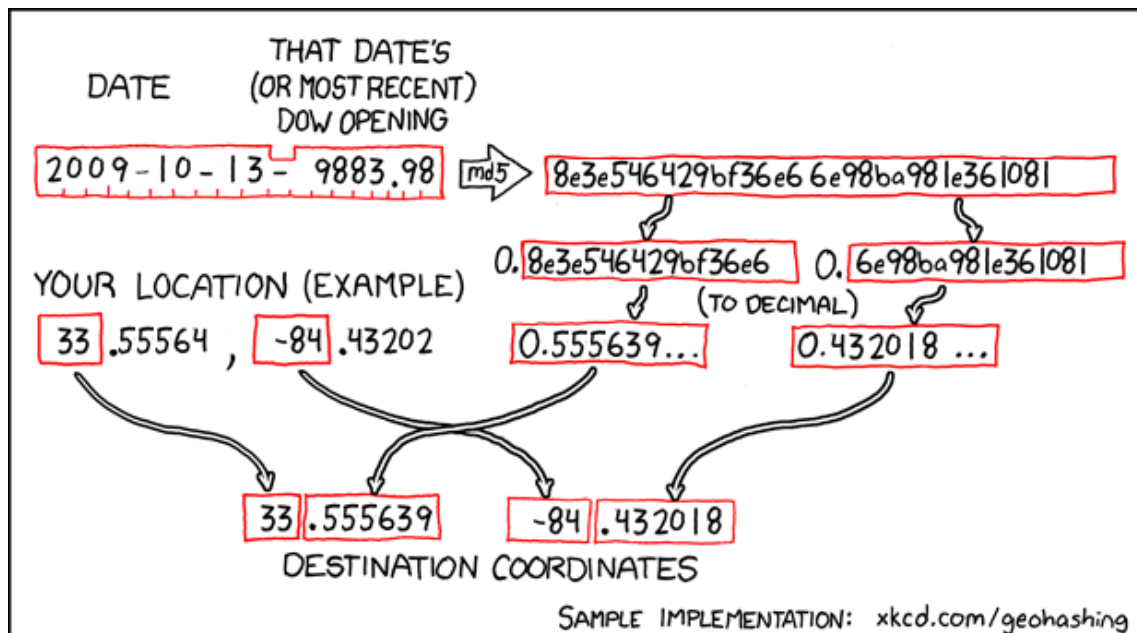 DATE
THAT DATE'S
(OR MOST RECENT)
DOW OPENING
2009-10-13- 9883.98
md5
8e3e546429bf36e66e98ba981e361081
0.8e3e546429bf36e6
0.6e98ba981e361081
YOUR LOCATION (EXAMPLE)
(TO DECIMAL)
33.55564, -84.43202
0.555639...
0.432018...
33.555639
-84.432018
DESTINATION COORDINATES
SAMPLE IMPLEMENTATION: xkcd.com/geohashing